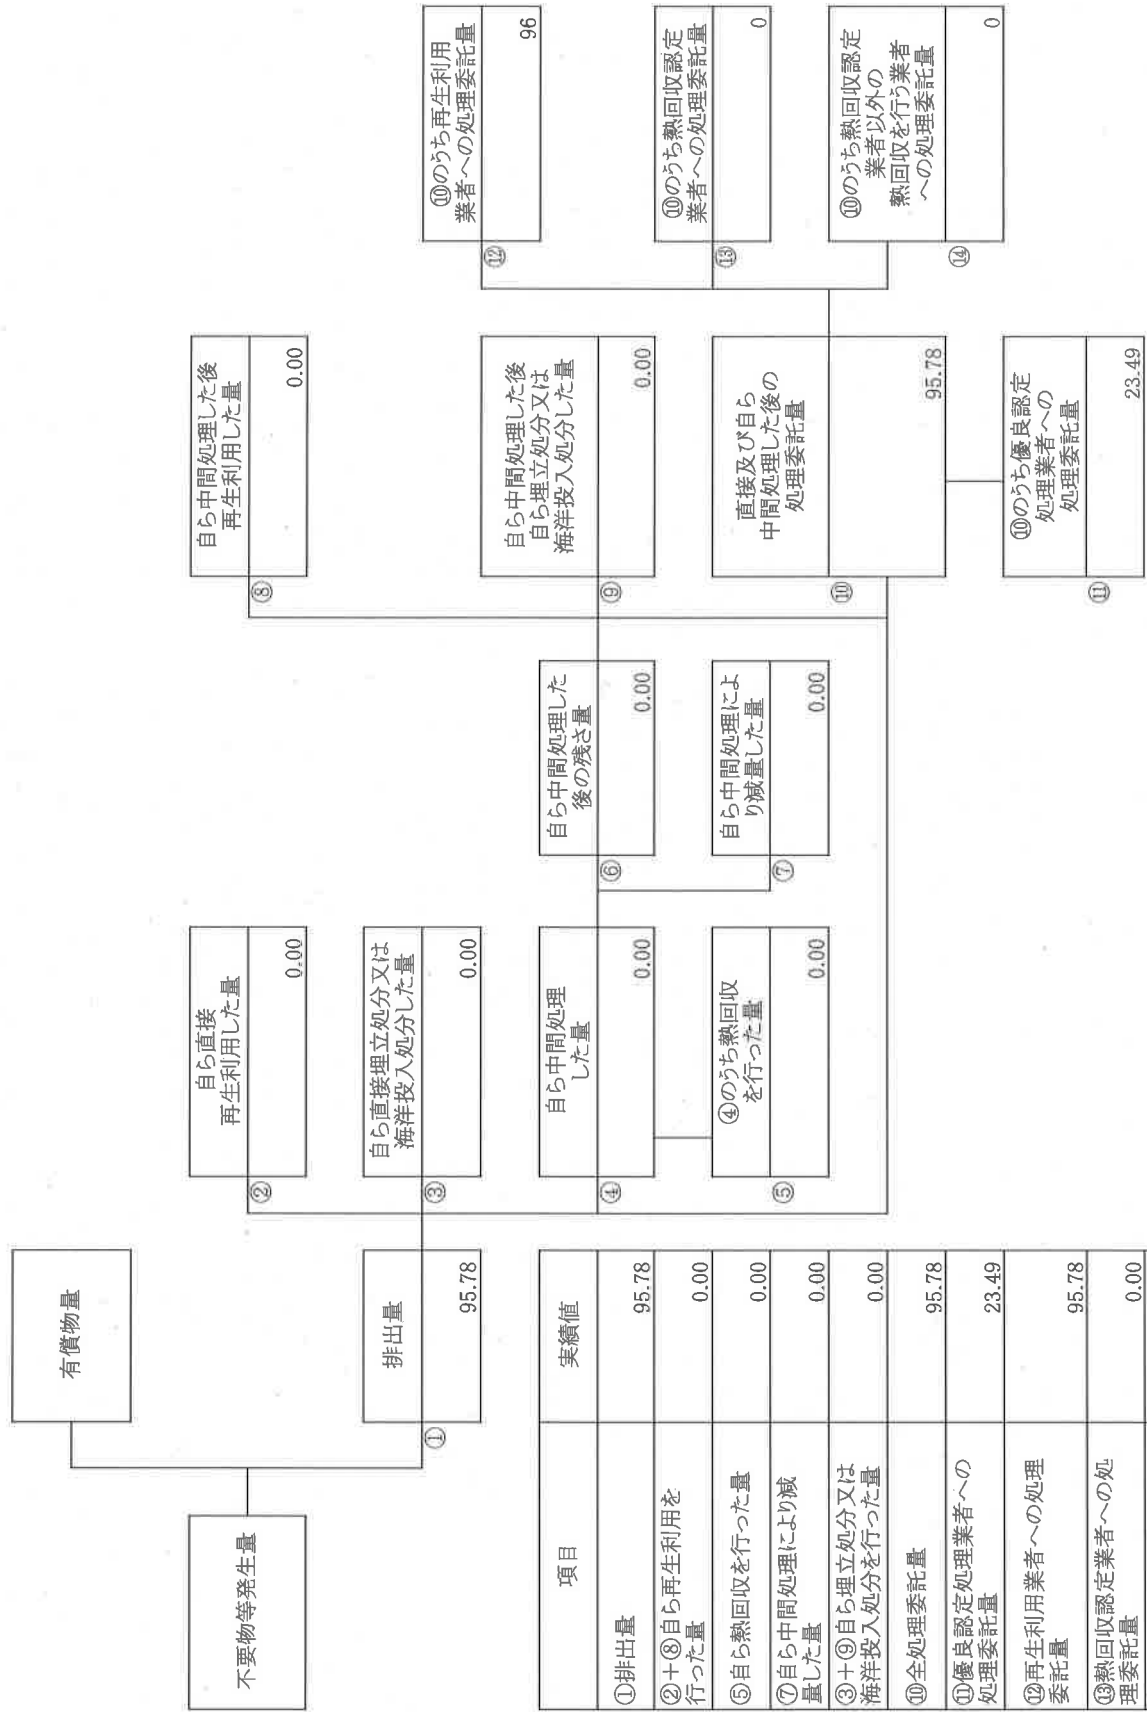 有償物量
不要物等発生量
排出量
①
95.78
自ら直接
再生利用した量
②
0.00
自ら直接埋立処分又は
海洋投入処分した量
③
0.00
自ら中間処理
した量
④
0.00
④のうち熱回収
を行った量
⑤
0.00
自ら中間処理した
後の残さ量
⑥
0.00
自ら中間処理によ
り減量した量
⑦
0.00
自ら中間処理した後
再生利用した量
⑧
0.00
自ら中間処理した後
自ら埋立処分又は
海洋投入処分した量
⑨
0.00
直接及び自ら
中間処理した後の
処理委託量
⑩
95.78
⑩のうち優良認定
処理業者への
処理委託量
⑪
23.49
⑩のうち再生利用
業者への処理委託量
⑫
96
⑩のうち熱回収認定
業者への処理委託量
⑬
0
⑩のうち熱回収認定
業者以外の
熱回収を行う業者
への処理委託量
⑭
0
項目 実績値
①排出量 95.78
②+⑧自ら再生利用を
行った量 0.00
⑤自ら熱回収を行った量 0.00
⑦自ら中間処理により減
量した量 0.00
③+⑨自ら埋立処分又は
海洋投入処分を行った量 0.00
⑩全処理委託量 95.78
⑪優良認定処理業者への
処理委託量 23.49
⑫再生利用業者への処理
委託量 95.78
⑬熱回収認定業者への処
理委託量 0.00